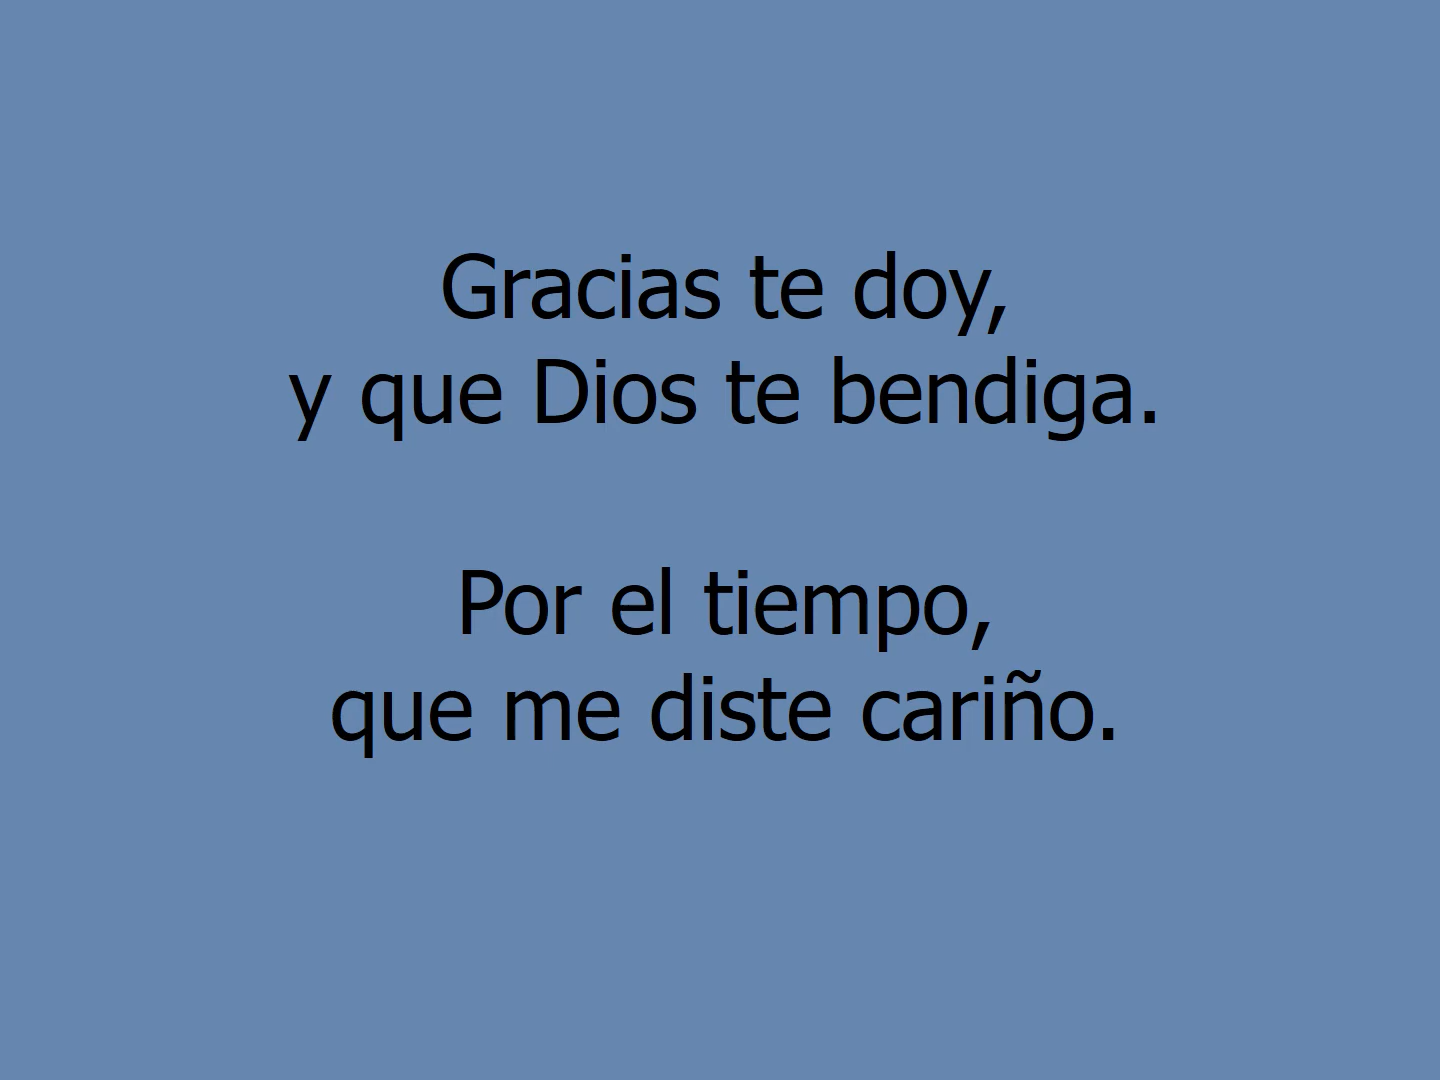 Gracias te doy,
y que Dios te bendiga.
Por el tiempo,
que me diste cariño.